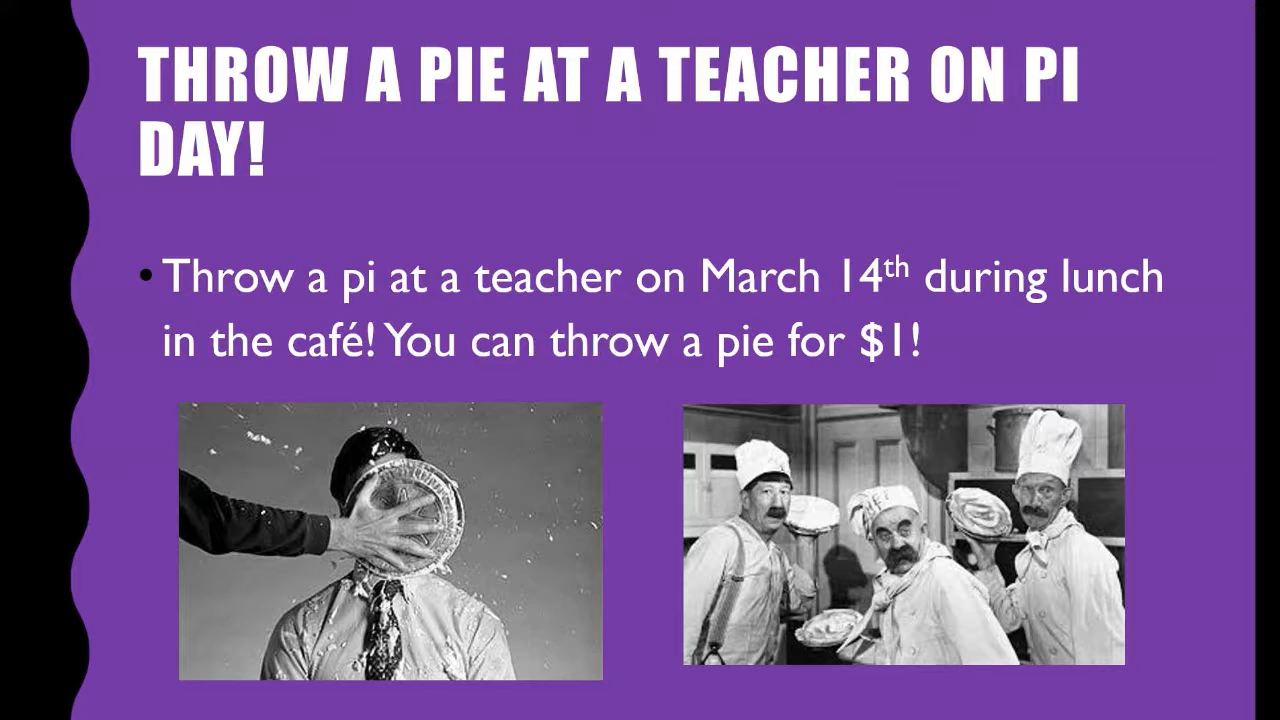 THROW A PIE AT A TEACHER ON PI
DAY!
• Throw a pi at a teacher on March 14th during lunch
in the café! You can throw a pie for $1!